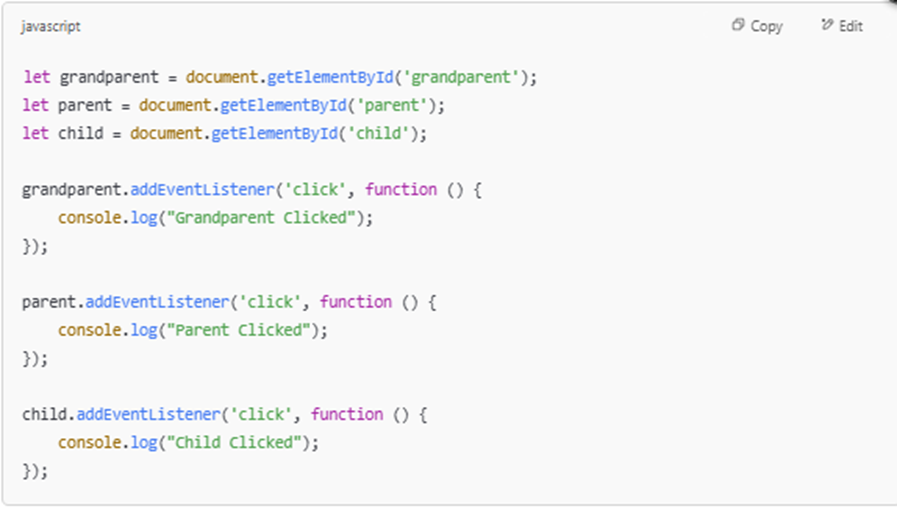 javascript
Copy
Edit
let grandparent = document.getElementById('grandparent');
let parent = document.getElementById('parent');
let child = document.getElementById('child');
grandparent.addEventListener('click', function () {
    console.log("Grandparent Clicked");
});
parent.addEventListener('click', function () {
    console.log("Parent Clicked");
});
child.addEventListener('click', function () {
    console.log("Child Clicked");
});